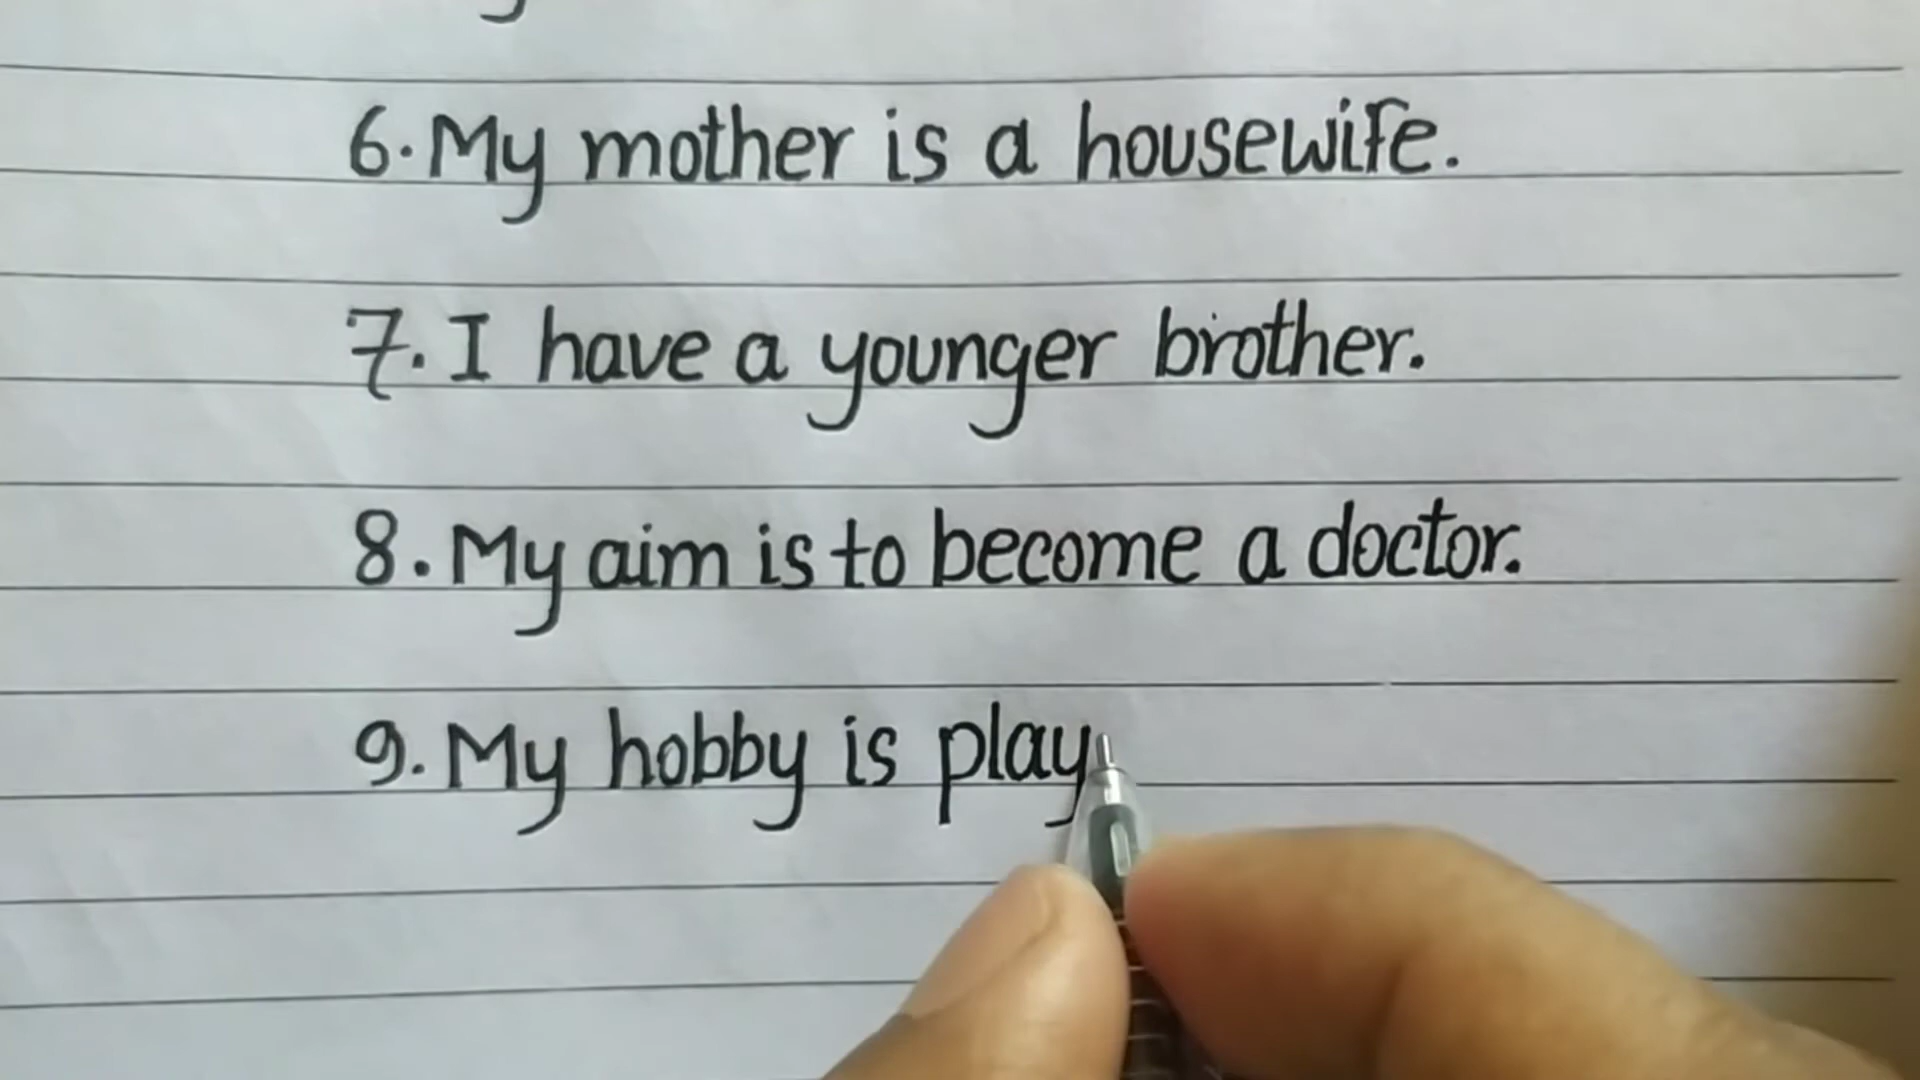 6. My mother is a housewife.
7. I have a younger brother.
8. My aim is to become a doctor.
9. My hobby is play